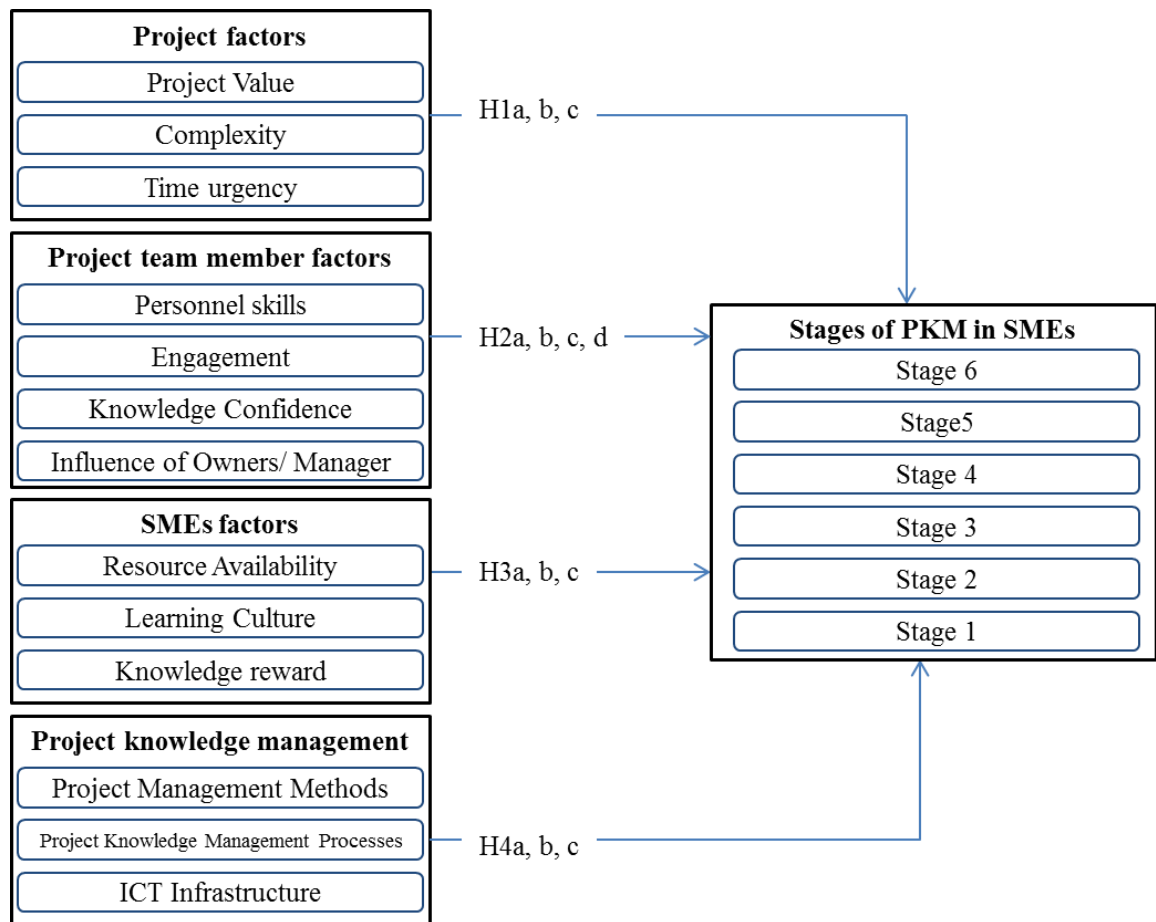 Project factors
Project Value
Complexity
Time urgency
H1a, b, c
Project team member factors
Personnel skills
Engagement
Knowledge Confidence
Influence of Owners/ Manager
H2a, b, c, d
SMEs factors
Resource Availability
Learning Culture
Knowledge reward
H3a, b, c
Project knowledge management
Project Management Methods
Project Knowledge Management Processes
ICT Infrastructure
H4a, b, c
Stages of PKM in SMEs
Stage 6
Stage5
Stage 4
Stage 3
Stage 2
Stage 1